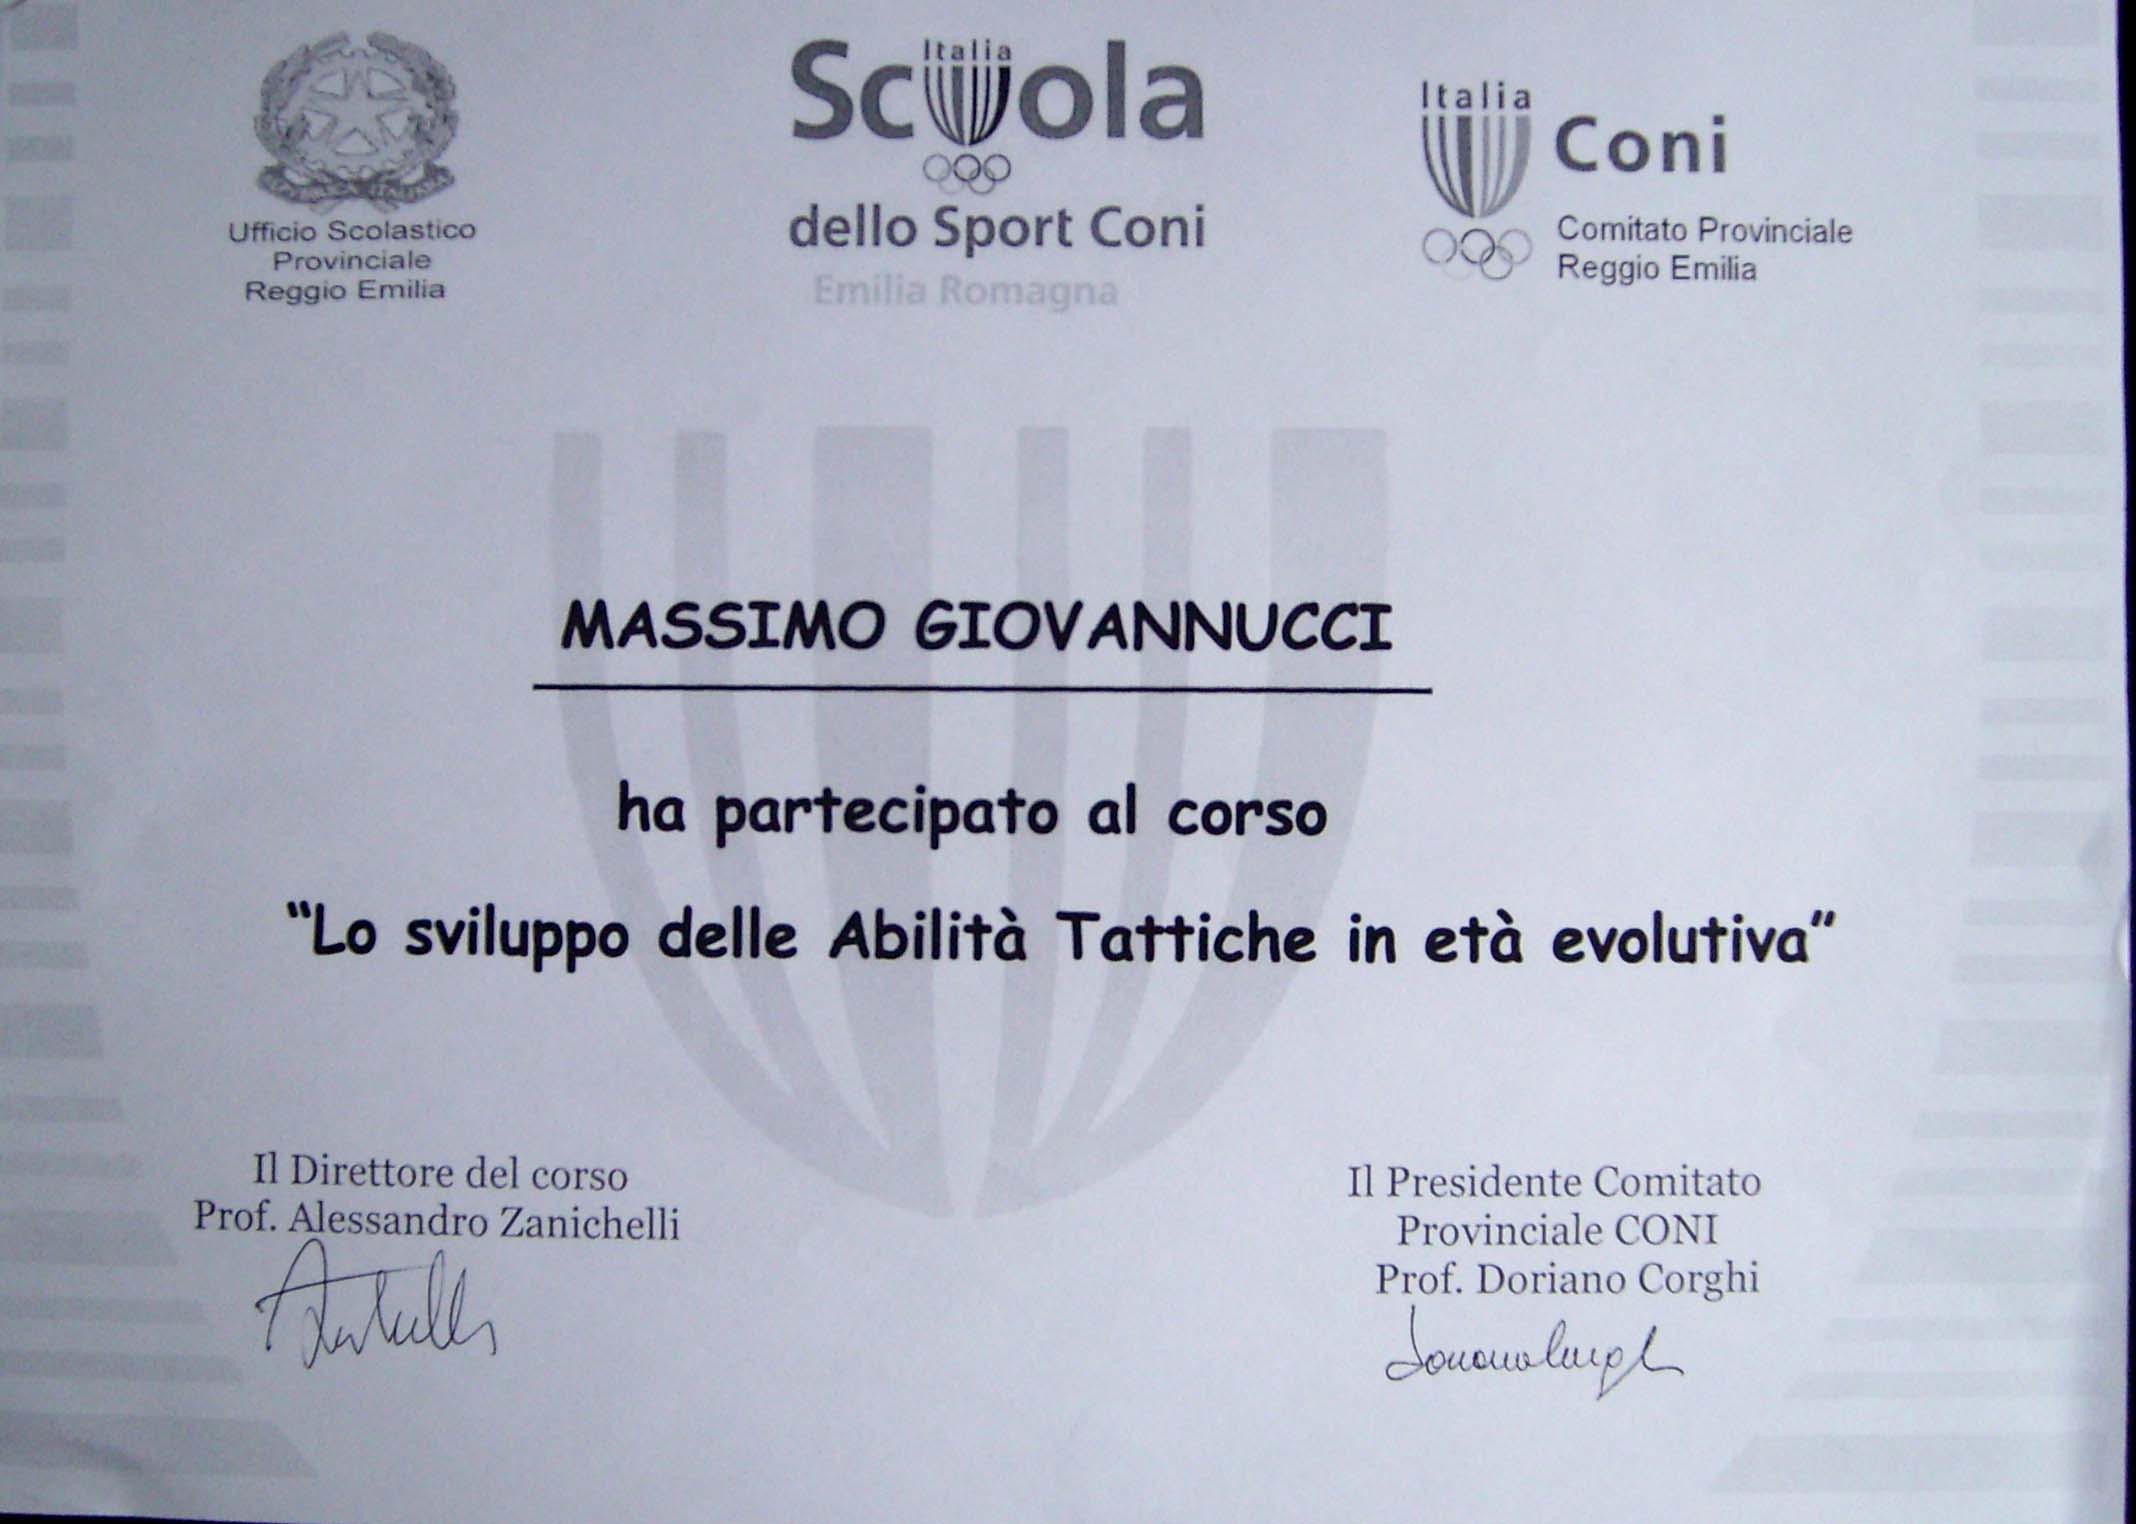 Ufficio Scolastico
Provinciale
Reggio Emilia
Italia
Scuola
dello Sport Coni
Emilia Romagna
Italia
Coni
Comitato Provinciale
Reggio Emilia
MASSIMO GIOVANNUCCI
ha partecipato al corso
“Lo sviluppo delle Abilità Tattiche in età evolutiva”
Il Direttore del corso
Prof. Alessandro Zanichelli
Il Presidente Comitato
Provinciale CONI
Prof. Doriano Corghi